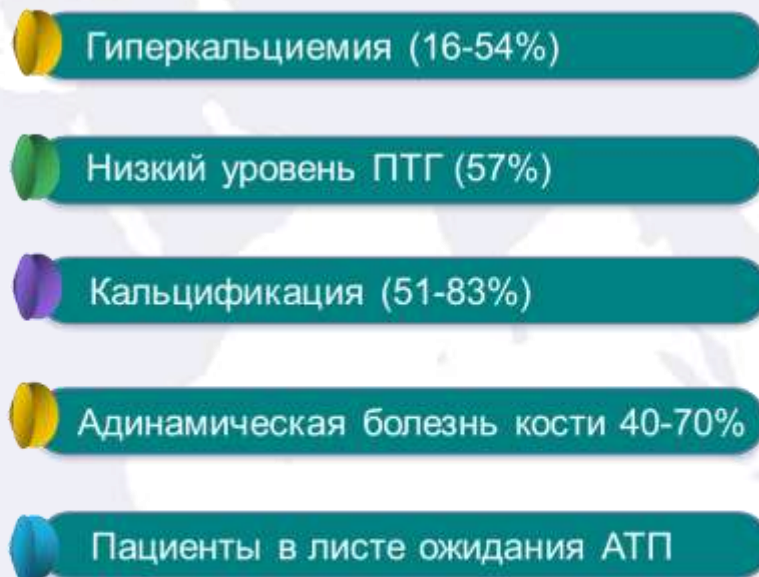 Гиперкальциемия (16-54%)
Низкий уровень ПТГ (57%)
Кальцификация (51-83%)
Адинамическая болезнь кости 40-70%
Пациенты в листе ожидания АТП